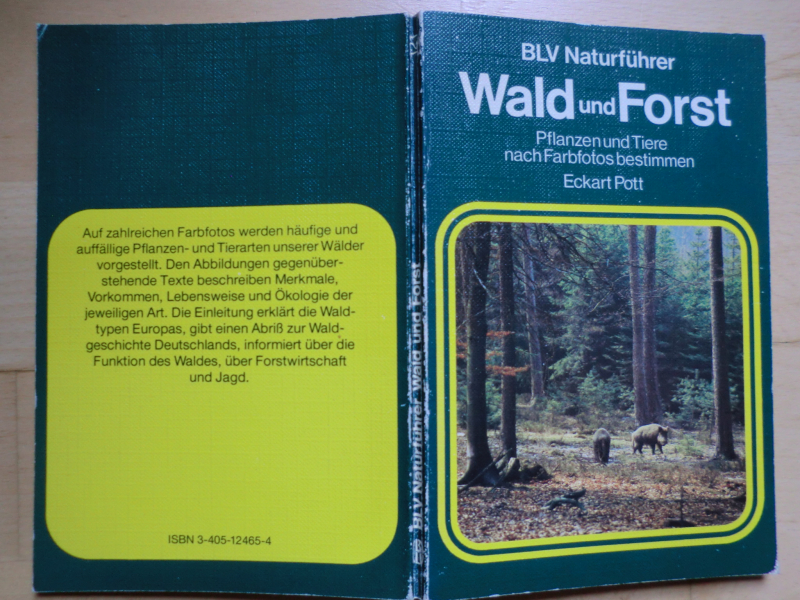 Auf zahlreichen Farbfotos werden häufige und
auffällige Pflanzen- und Tierarten unserer Wälder
vorgestellt. Den Abbildungen gegenüber-
stehende Texte beschreiben Merkmale,
Vorkommen, Lebensweise und Ökologie der
jeweiligen Art. Die Einleitung erklärt die Wald-
typen Europas, gibt einen Abriß zur Wald-
geschichte Deutschlands, informiert über die
Funktion des Waldes, über Forstwirtschaft
und Jagd.
ISBN 3-405-12465-4
BLV Naturführer Wald und Forst
BLV Naturführer
Wald und Forst
Pflanzen und Tiere
nach Farbfotos bestimmen
Eckart Pott